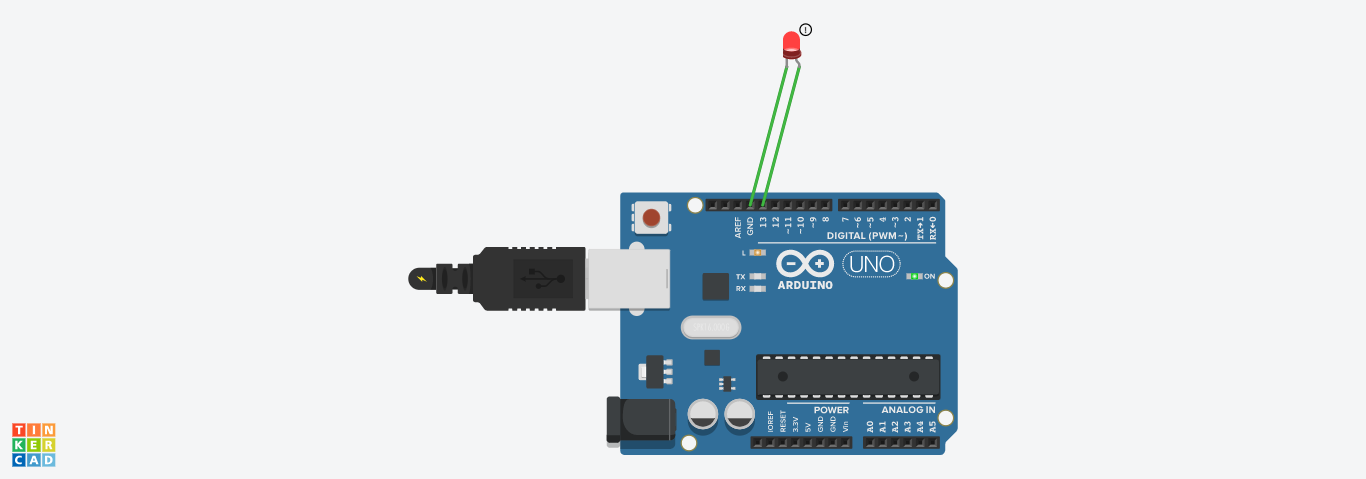 AREF
GND
13
12
~11
~10
~9
8
7
~6
~5
4
~3
2
TX→1
RX←0
DIGITAL (PWM~)
L
TX
RX
UNO
ON
ARDUINO
POWER
ANALOG IN
IOREF
RESET
3.3V
5V
GND
GND
Vin
A0
A1
A2
A3
A4
A5
TIN
KER
CAD